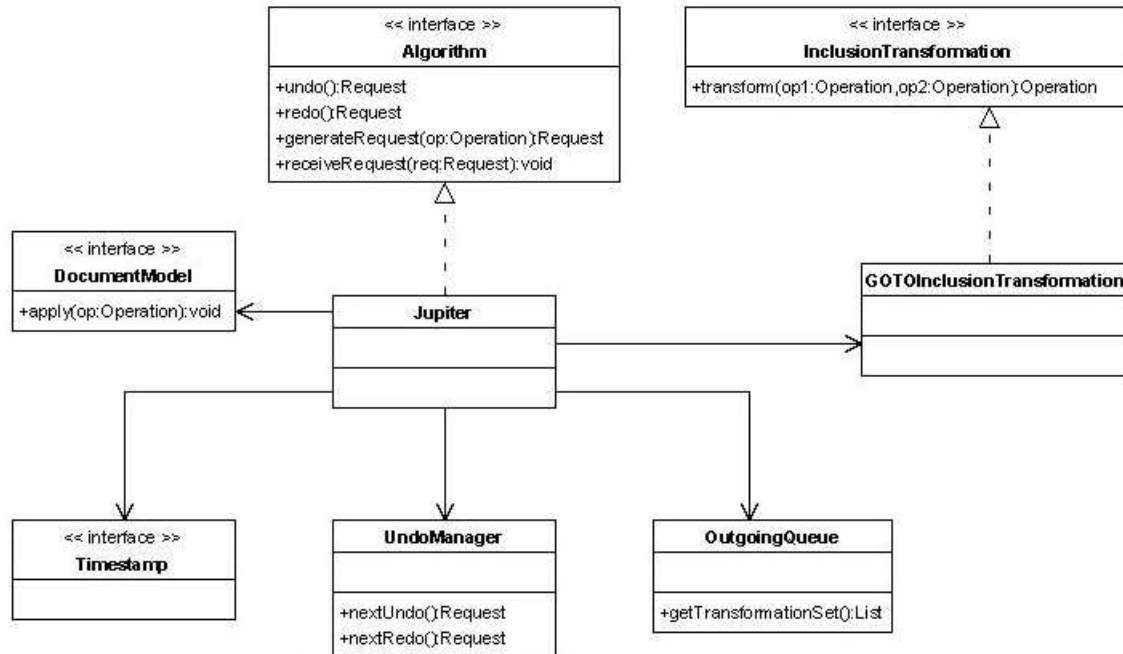 << interface >>
Algorithm
+undo():Request
+redo():Request
+generateRequest(op:Operation):Request
+receiveRequest(req:Request):void
<< interface >>
InclusionTransformation
+transform(op1:Operation,op2:Operation):Operation
<< interface >>
DocumentModel
+apply(op:Operation):void
Jupiter
GOTOInclusionTransformation
<< interface >>
Timestamp
UndoManager
+nextUndo():Request
+nextRedo():Request
OutgoingQueue
+getTransformationSet():List